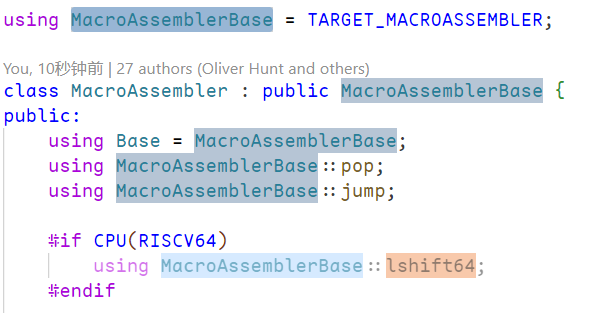 using MacroAssemblerBase = TARGET_MACROASSEMBLER;
You, 10秒钟前 | 27 authors (Oliver Hunt and others)
class MacroAssembler : public MacroAssemblerBase {
public:
    using Base = MacroAssemblerBase;
    using MacroAssemblerBase::pop;
    using MacroAssemblerBase::jump;

    #if CPU(RISCV64)
        using MacroAssemblerBase::lshift64;
    #endif